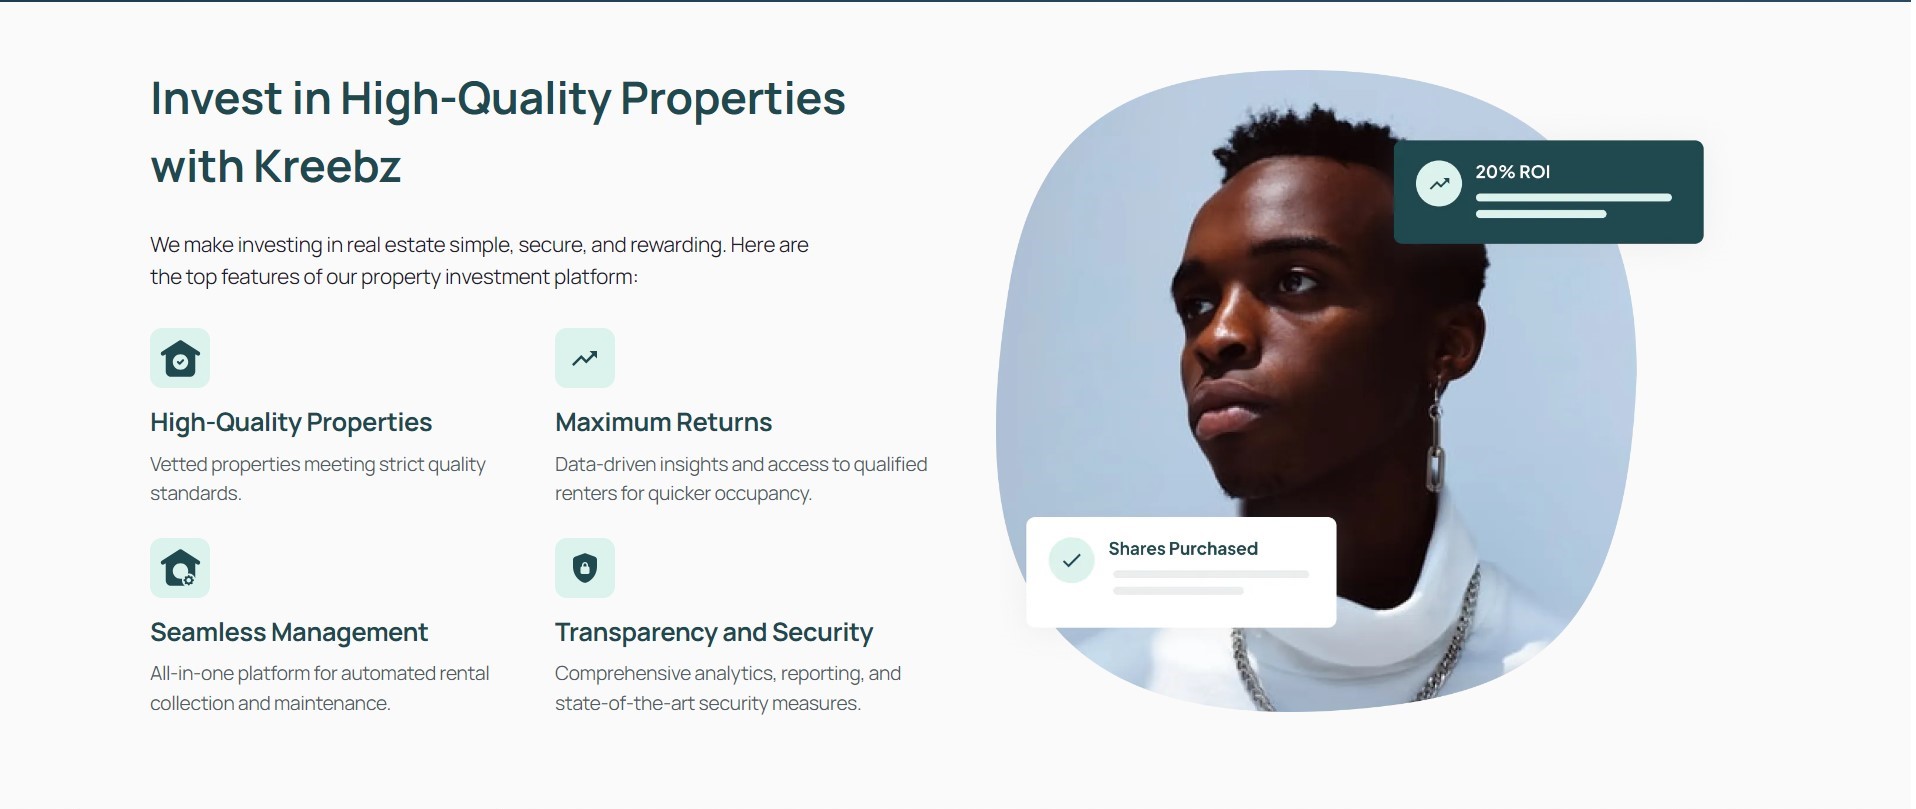 Invest in High-Quality Properties
with Kreebz
We make investing in real estate simple, secure, and rewarding. Here are
the top features of our property investment platform:
High-Quality Properties
Vetted properties meeting strict quality
standards.
Maximum Returns
Data-driven insights and access to qualified
renters for quicker occupancy.
Seamless Management
All-in-one platform for automated rental
collection and maintenance.
Transparency and Security
Comprehensive analytics, reporting, and
state-of-the-art security measures.
20% ROI
Shares Purchased